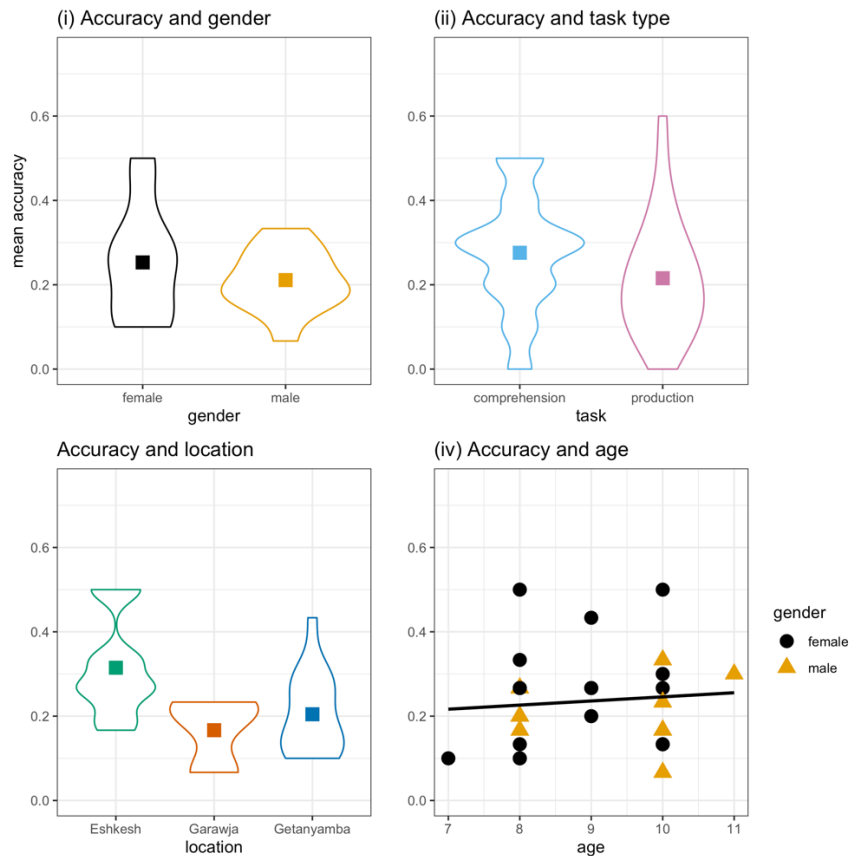 (i) Accuracy and gender
mean accuracy
0.6
0.4
0.2
0.0
female male
gender
(ii) Accuracy and task type
0.6
0.4
0.2
0.0
comprehension production
task
Accuracy and location
0.6
0.4
0.2
0.0
Eshkesh Garawja Getanyamba
location
(iv) Accuracy and age
0.6
0.4
0.2
0.0
7 8 9 10 11
age
gender
female
male